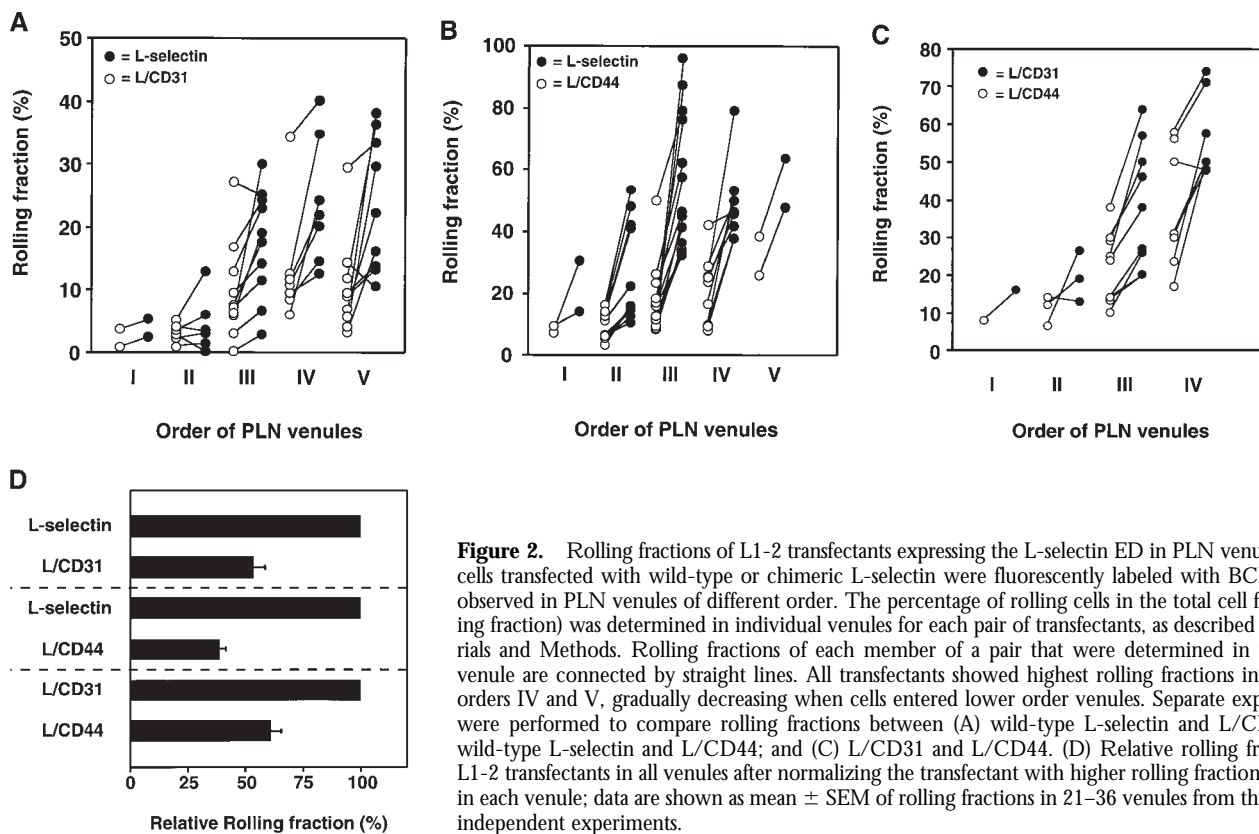 A
50
40
30
20
10
0
Rolling fraction (%)
● = L-selectin
○ = L/CD31
I II III IV V
Order of PLN venules
B
100
80
60
40
20
0
Rolling fraction (%)
● = L-selectin
○ = L/CD44
I II III IV V
Order of PLN venules
C
80
70
60
50
40
30
20
10
0
Rolling fraction (%)
● = L/CD31
○ = L/CD44
I II III IV
Order of PLN venules
D
L-selectin
L/CD31
L-selectin
L/CD44
L/CD31
L/CD44
0 25 50 75 100
Relative Rolling fraction (%)
Figure 2. Rolling fractions of L1-2 transfectants expressing the L-selectin ED in PLN venu
cells transfected with wild-type or chimeric L-selectin were fluorescently labeled with BC
observed in PLN venules of different order. The percentage of rolling cells in the total cell f
ing fraction) was determined in individual venules for each pair of transfectants, as described
rials and Methods. Rolling fractions of each member of a pair that were determined in
venule are connected by straight lines. All transfectants showed highest rolling fractions in
orders IV and V, gradually decreasing when cells entered lower order venules. Separate exp
were performed to compare rolling fractions between (A) wild-type L-selectin and L/C
wild-type L-selectin and L/CD44; and (C) L/CD31 and L/CD44. (D) Relative rolling fr
L1-2 transfectants in all venules after normalizing the transfectant with higher rolling fraction
in each venule; data are shown as mean ± SEM of rolling fractions in 21–36 venules from th
independent experiments.